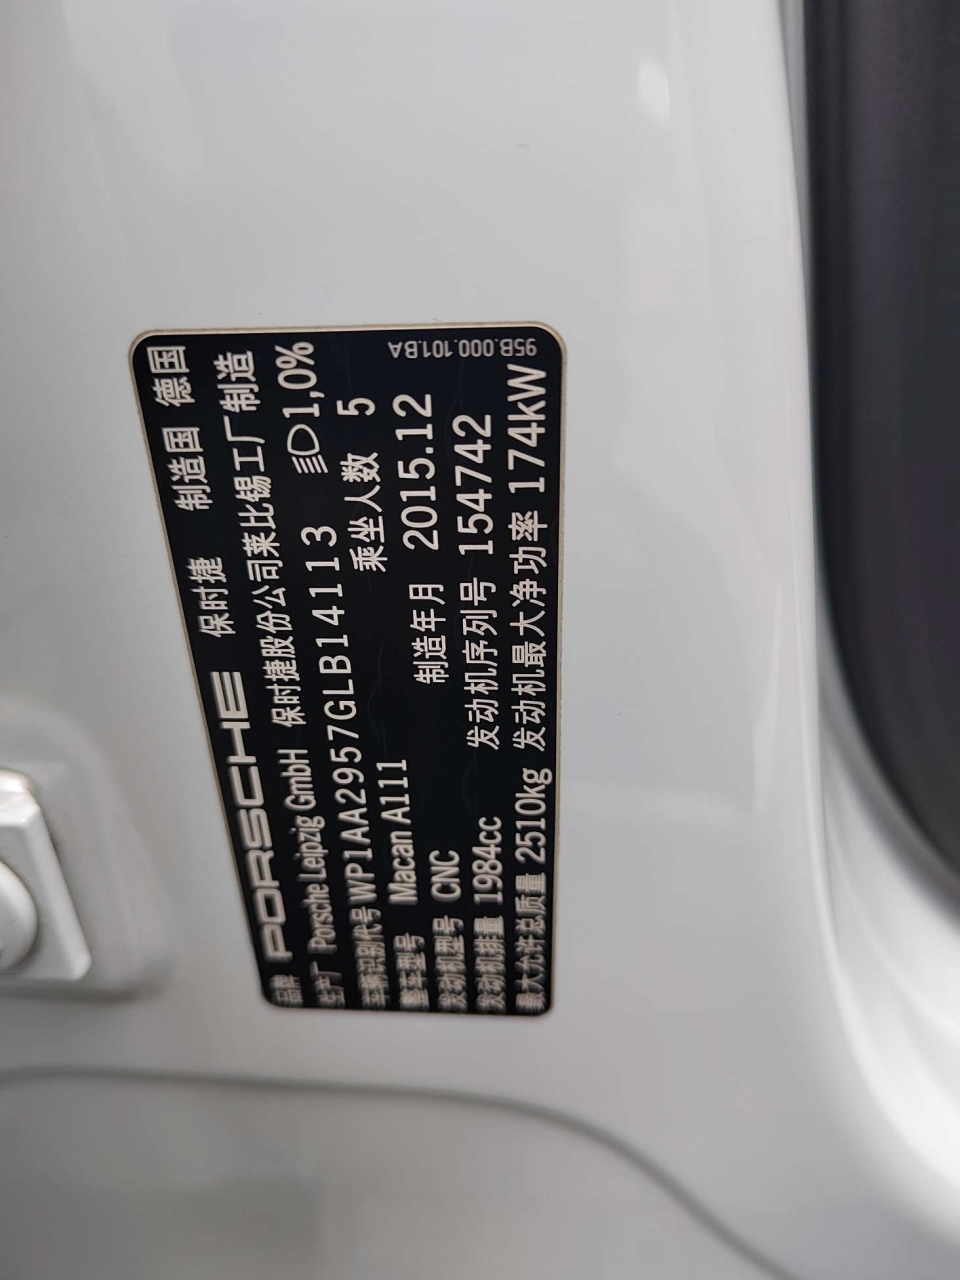 品牌 PORSCHE 保时捷 制造国 德国
生产厂 Porsche Leipzig GmbH 保时捷股份公司莱比锡工厂制造
车辆识别代号 WP1AA2957GLB14113 1,0%
整车型号 Macan A111 乘坐人数 5
发动机型号 CNC 制造年月 2015.12
发动机排量 1984cc 发动机序列号 154742
最大允许总质量 2510kg 发动机最大净功率 174kW
95B.000.101.BA